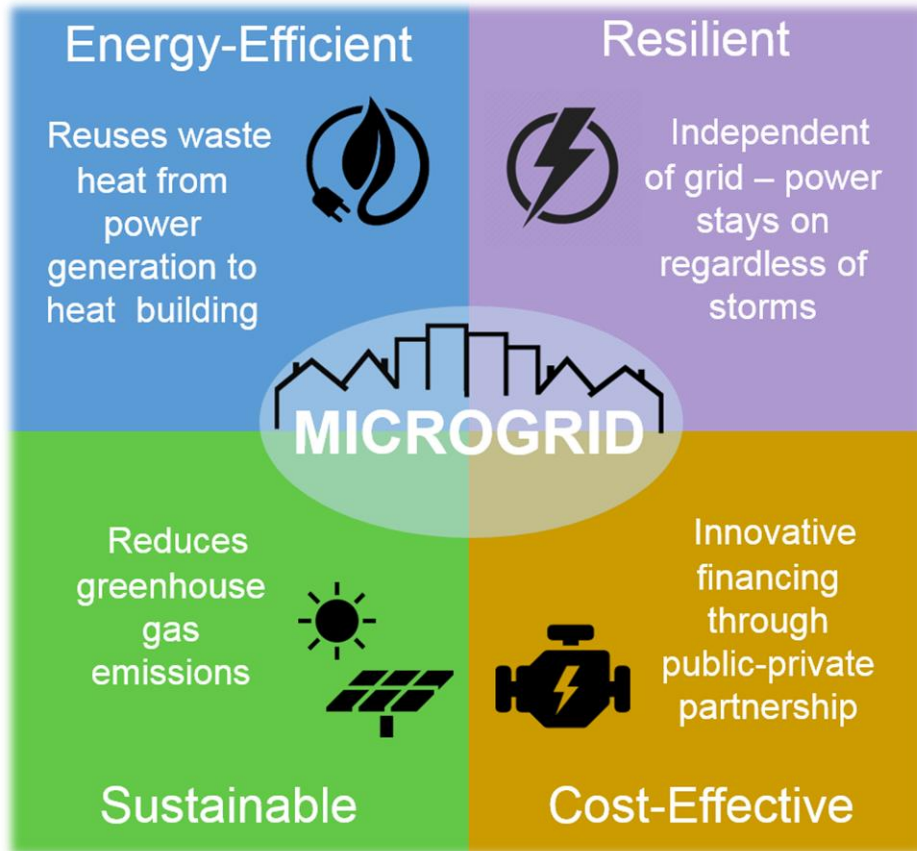 Energy-Efficient
Reuses waste
heat from
power
generation to
heat building
Resilient
Independent
of grid – power
stays on
regardless of
storms
MICROGRID
Reduces
greenhouse
gas
emissions
Sustainable
Innovative
financing
through
public-private
partnership
Cost-Effective